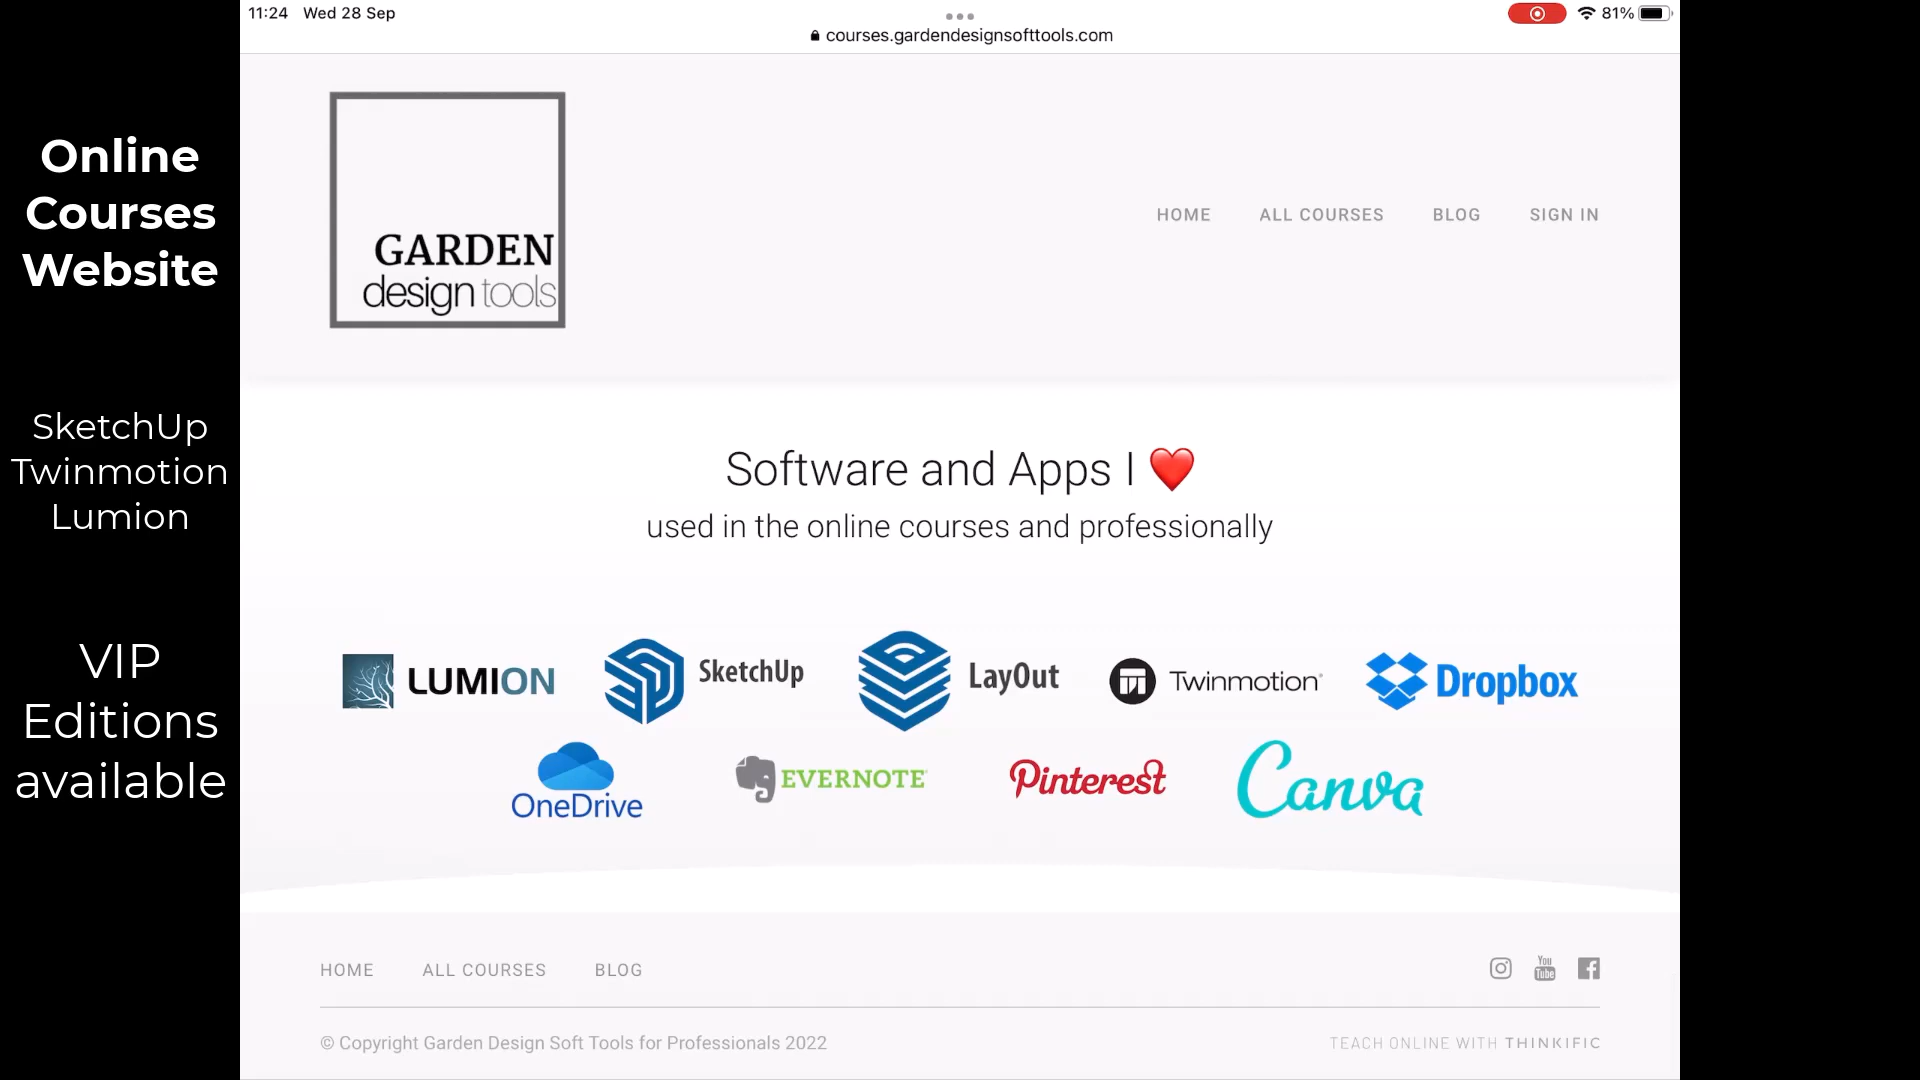 11:24 Wed 28 Sep
81%
courses.gardendesignsofttools.com
Online
Courses
Website
SketchUp
Twinmotion
Lumion
VIP
Editions
available
GARDEN
design tools
HOME ALL COURSES BLOG SIGN IN
Software and Apps I ❤️
used in the online courses and professionally
LUMION SketchUp LayOut Twinmotion Dropbox
OneDrive EVERNOTE Pinterest Canva
HOME ALL COURSES BLOG
You
Tube
© Copyright Garden Design Soft Tools for Professionals 2022
TEACH ONLINE WITH THINKIFIC